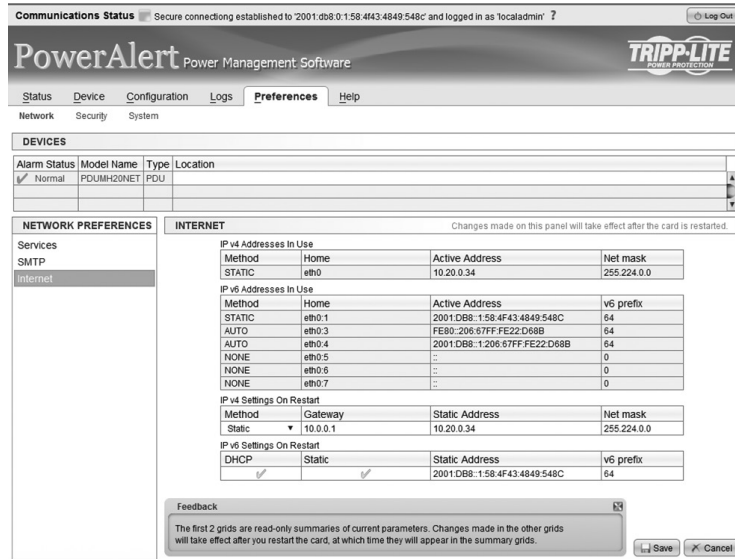 Communications Status Secure connectiong established to '2001:db8:0:1:58:4f43:4849:548c' and logged in as 'localadmin' ? Log Out
PowerAlert Power Management Software
TRIPP·LITE
POWER PROTECTION
Status Device Configuration Logs Preferences Help
Network Security System
DEVICES
Alarm Status Model Name Type Location
Normal PDUMH20NET PDU
NETWORK PREFERENCES
Services
SMTP
Internet
INTERNET Changes made on this panel will take effect after the card is restarted.
IP v4 Addresses In Use
Method Home Active Address Net mask
STATIC eth0 10.20.0.34 255.224.0.0
IP v6 Addresses In Use
Method Home Active Address v6 prefix
STATIC eth0:1 2001:DB8::1:58:4F43:4849:548C 64
AUTO eth0:3 FE80::206:67FF:FE22:D68B 64
AUTO eth0:4 2001:DB8::1:206:67FF:FE22:D68B 64
NONE eth0:5 :: 0
NONE eth0:6 :: 0
NONE eth0:7 :: 0
IP v4 Settings On Restart
Method Gateway Static Address Net mask
Static 10.0.0.1 10.20.0.34 255.224.0.0
IP v6 Settings On Restart
DHCP Static Static Address v6 prefix
2001:DB8::1:58:4F43:4849:548C 64
Feedback
The first 2 grids are read-only summaries of current parameters. Changes made in the other grids
will take effect after you restart the card, at which time they will appear in the summary grids.
Save Cancel